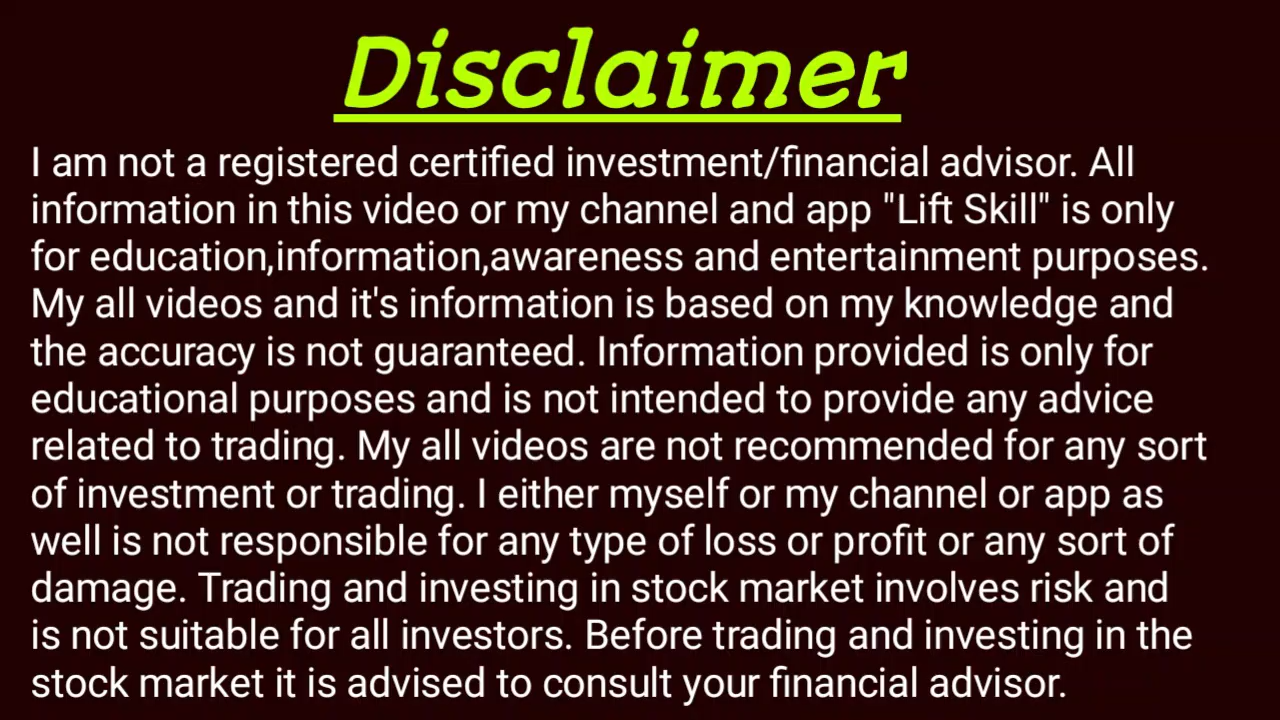 Disclaimer
I am not a registered certified investment/financial advisor. All
information in this video or my channel and app "Lift Skill" is only
for education,information,awareness and entertainment purposes.
My all videos and it's information is based on my knowledge and
the accuracy is not guaranteed. Information provided is only for
educational purposes and is not intended to provide any advice
related to trading. My all videos are not recommended for any sort
of investment or trading. I either myself or my channel or app as
well is not responsible for any type of loss or profit or any sort of
damage. Trading and investing in stock market involves risk and
is not suitable for all investors. Before trading and investing in the
stock market it is advised to consult your financial advisor.